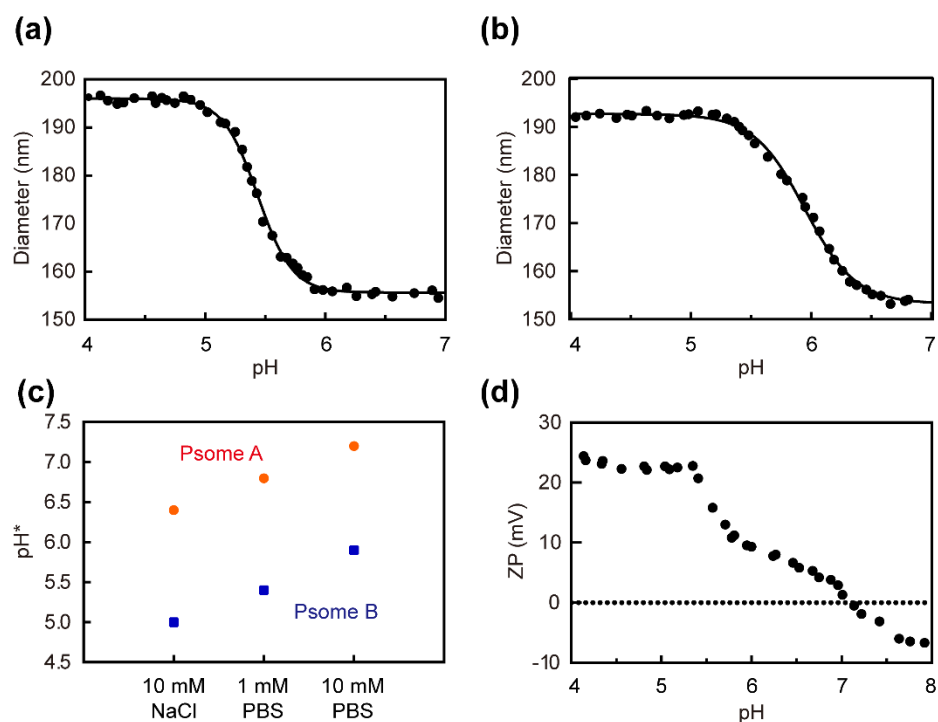 (a)
200
190
180
170
160
150
Diameter (nm)
4
5
6
7
pH
(b)
200
190
180
170
160
150
Diameter (nm)
4
5
6
7
pH
(c)
7.5
7.0
6.5
6.0
5.5
5.0
4.5
pH*
Psome A
Psome B
10 mM
NaCl
1 mM
PBS
10 mM
PBS
(d)
30
20
10
0
-10
ZP (mV)
4
5
6
7
8
pH